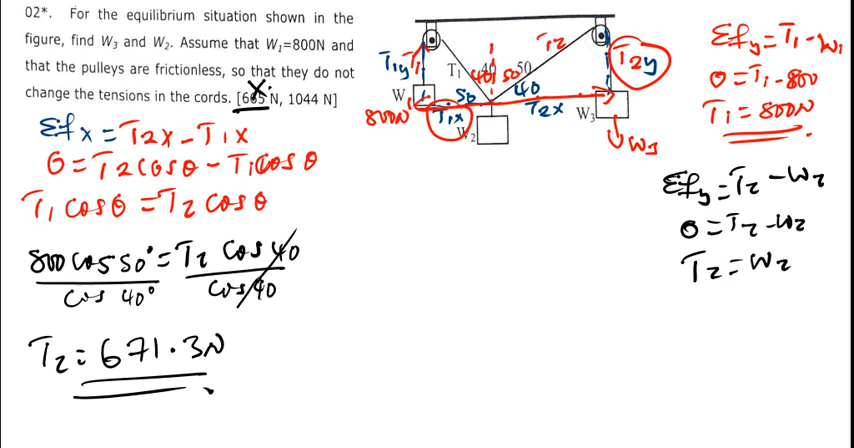 02*. For the equilibrium situation shown in the
figure, find W3 and W2. Assume that W1=800N and
that the pulleys are frictionless, so that they do not
change the tensions in the cords. [665 N, 1044 N]
Σfx = T2x - T1x
0 = T2cosθ - T1cosθ
T1 cosθ = T2 cosθ
800 cos 50° = T2 cos 40
cos 40° cos 40
T2 = 671.3N
T1y T1 T1 40 50 T2 T2y
40 50
W 50 40
800N T1x T2x W3
W2 W3
Σfy = T1 - W1
0 = T1 - 800
T1 = 800N
Σfy = T2 - W2
0 = T2 - W2
T2 = W2